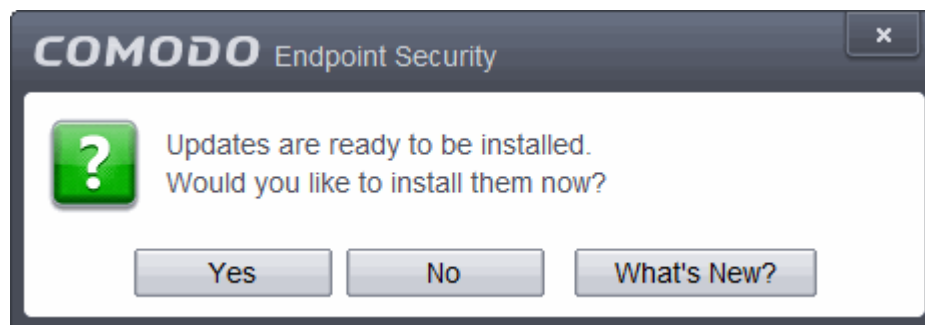 COMODO Endpoint Security
x
?
Updates are ready to be installed.
Would you like to install them now?
Yes No What's New?